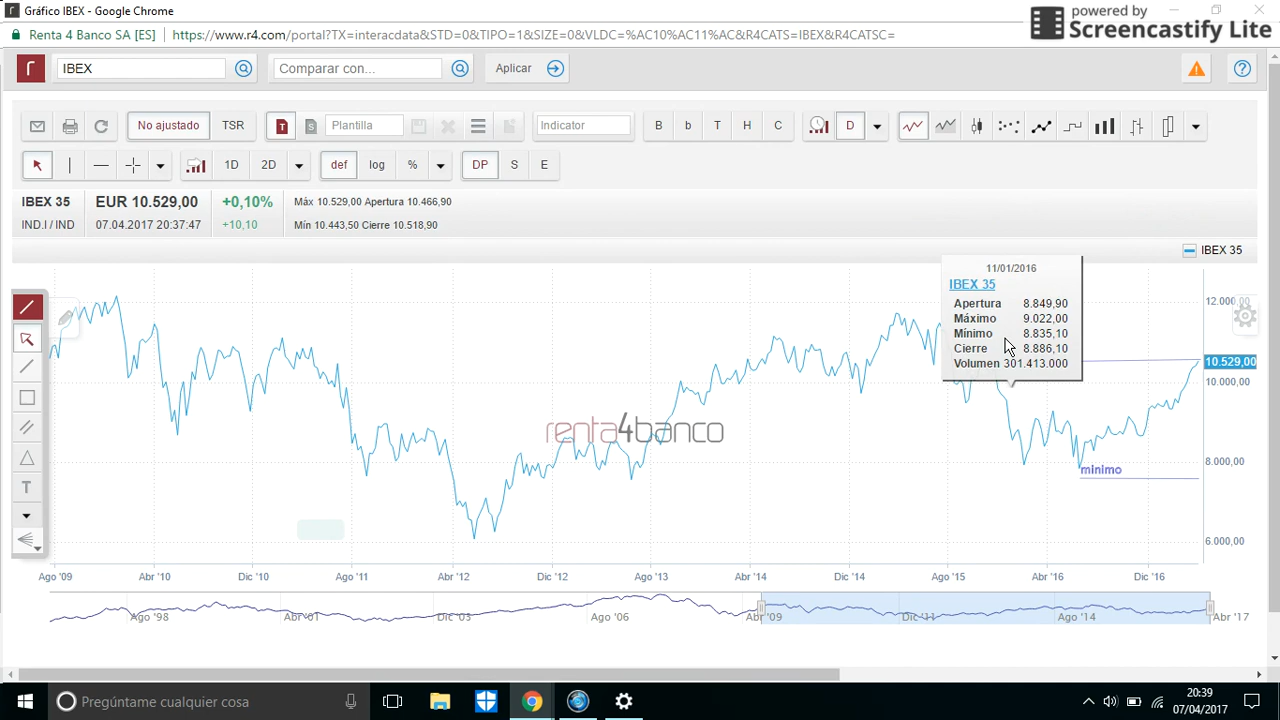 Gráfico IBEX - Google Chrome
powered by
Screencastify Lite
Renta 4 Banco SA [ES] https://www.r4.com/portal?TX=interacdata&STD=0&TIPO=1&SIZE=0&VLDC=%AC10%AC11%AC&R4CATS=IBEX&R4CATSC=
r IBEX Comparar con... Aplicar
No ajustado TSR T S Plantilla Indicator B b T H C D
1D 2D def log % DP S E
IBEX 35 EUR 10.529,00 +0,10% Máx 10.529,00 Apertura 10.466,90
IND.I / IND 07.04.2017 20:37:47 +10,10 Mín 10.443,50 Cierre 10.518,90
IBEX 35
11/01/2016
IBEX 35
Apertura 8.849,90
Máximo 9.022,00
Mínimo 8.835,10
Cierre 8.886,10
Volumen 301.413.000
12.000,00
10.529,00
10.000,00
renta4banco
8.000,00
minimo
T
6.000,00
Ago '09 Abr '10 Dic '10 Ago '11 Abr '12 Dic '12 Ago '13 Abr '14 Dic '14 Ago '15 Abr '16 Dic '16
Ago '98 Abr '01 Dic '03 Ago '06 Abr '09 Dic '11 Ago '14 Abr '17
Pregúntame cualquier cosa
20:39
07/04/2017